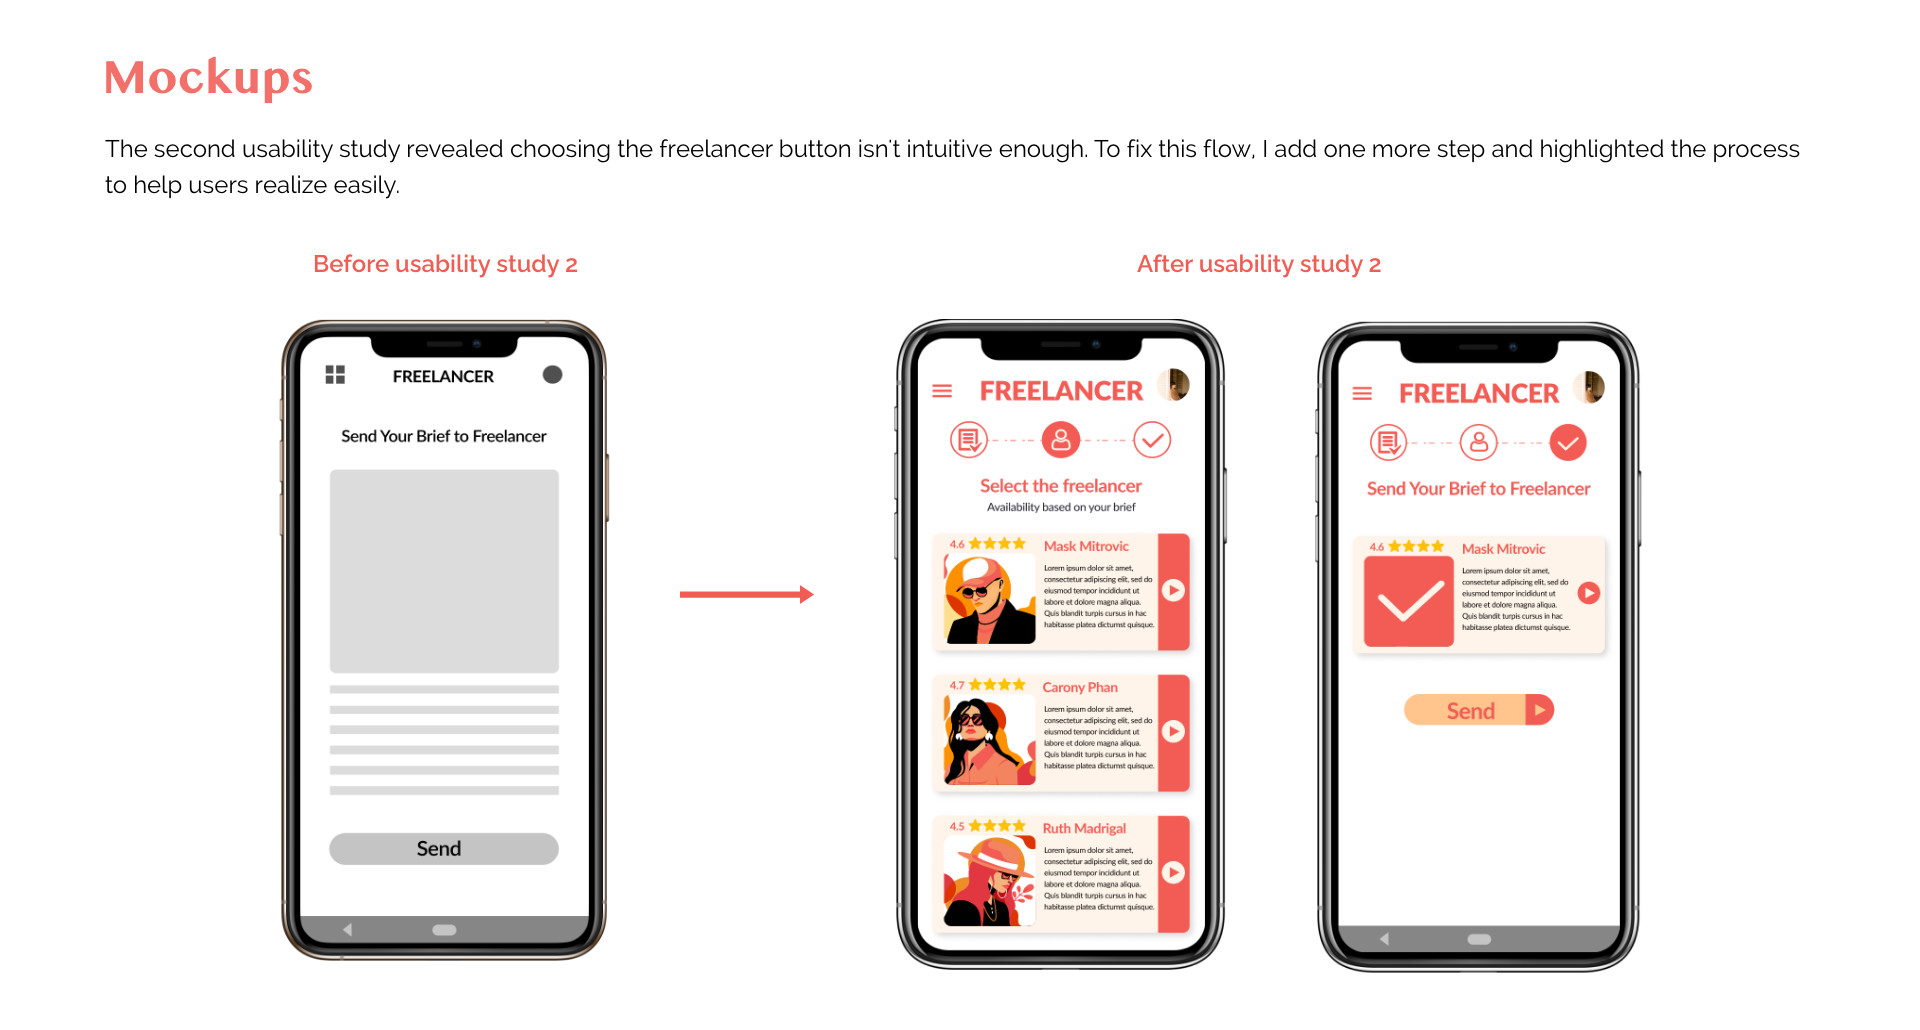 Mockups
The second usability study revealed choosing the freelancer button isn't intuitive enough. To fix this flow, I add one more step and highlighted the process
to help users realize easily.
Before usability study 2
After usability study 2
FREELANCER
Send Your Brief to Freelancer
Send
FREELANCER
Select the freelancer
Availability based on your brief
4.6
Mask Mitrovic
Lorem ipsum dolor sit amet,
consectetur adipiscing elit, sed do
eiusmod tempor incididunt ut
labore et dolore magna aliqua.
Quis blandit turpis cursus in hac
habitasse platea dictumst quisque.
4.7
Carony Phan
Lorem ipsum dolor sit amet,
consectetur adipiscing elit, sed do
eiusmod tempor incididunt ut
labore et dolore magna aliqua.
Quis blandit turpis cursus in hac
habitasse platea dictumst quisque.
4.5
Ruth Madrigal
Lorem ipsum dolor sit amet,
consectetur adipiscing elit, sed do
eiusmod tempor incididunt ut
labore et dolore magna aliqua.
Quis blandit turpis cursus in hac
habitasse platea dictumst quisque.
FREELANCER
Send Your Brief to Freelancer
4.6
Mask Mitrovic
Lorem ipsum dolor sit amet,
consectetur adipiscing elit, sed do
eiusmod tempor incididunt ut
labore et dolore magna aliqua.
Quis blandit turpis cursus in hac
habitasse platea dictumst quisque.
Send